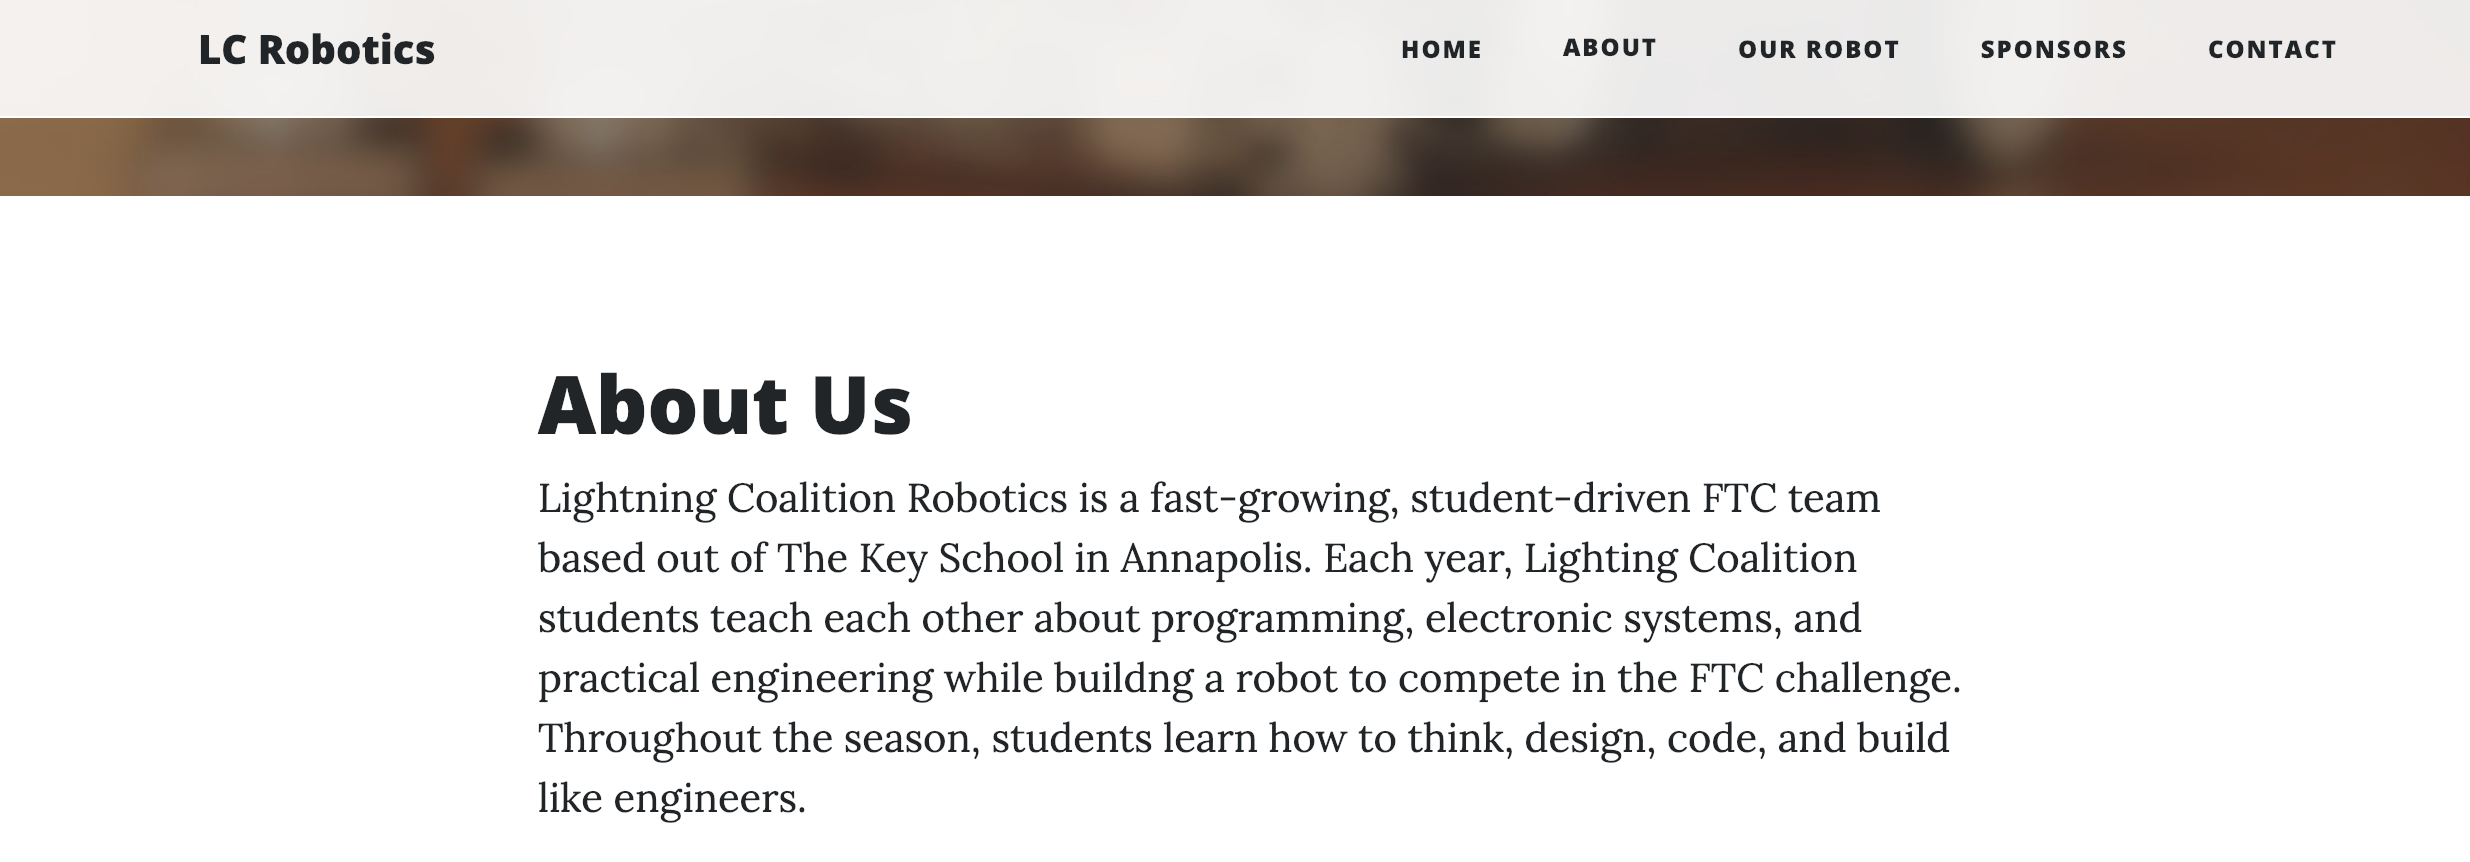 LC Robotics
HOME ABOUT OUR ROBOT SPONSORS CONTACT
About Us
Lightning Coalition Robotics is a fast-growing, student-driven FTC team
based out of The Key School in Annapolis. Each year, Lighting Coalition
students teach each other about programming, electronic systems, and
practical engineering while buildng a robot to compete in the FTC challenge.
Throughout the season, students learn how to think, design, code, and build
like engineers.